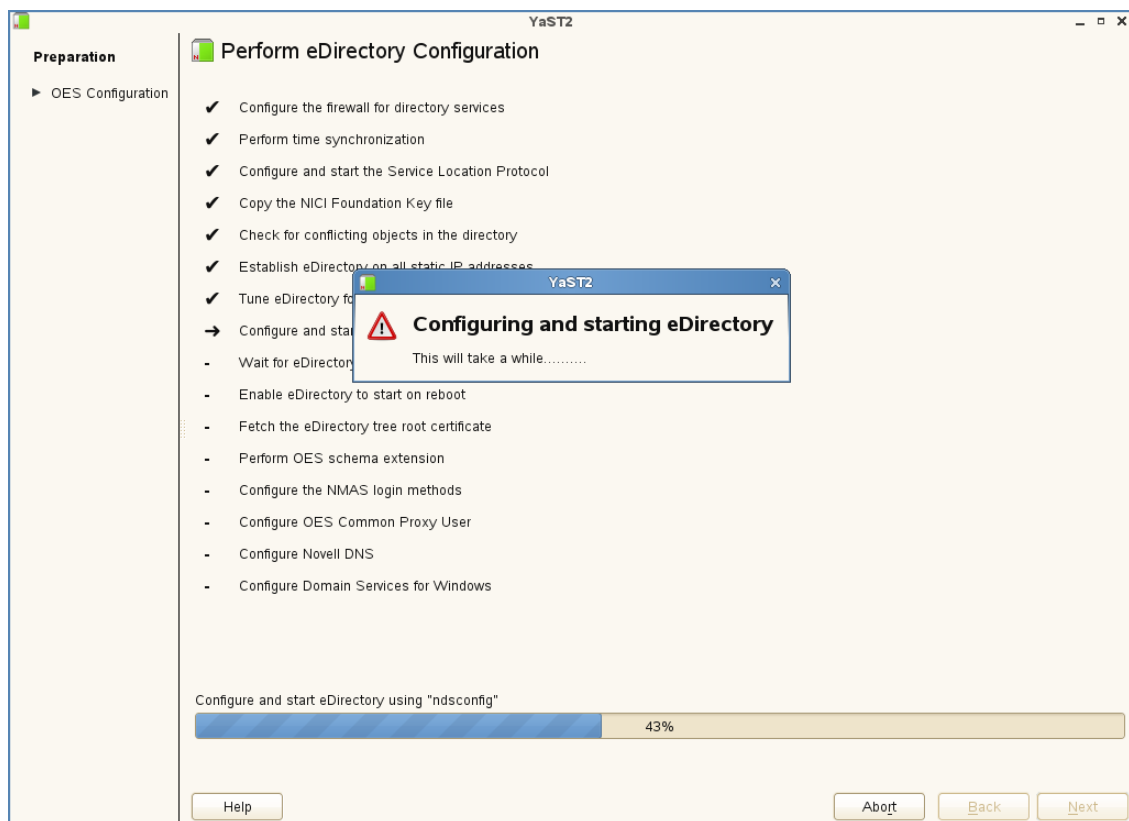 YaST2
Preparation
OES Configuration
Perform eDirectory Configuration
Configure the firewall for directory services
Perform time synchronization
Configure and start the Service Location Protocol
Copy the NICI Foundation Key file
Check for conflicting objects in the directory
Establish eDirectory on all static IP addresses
Tune eDirectory fo
Configure and sta
Wait for eDirectory
YaST2
Configuring and starting eDirectory
This will take a while..........
Enable eDirectory to start on reboot
Fetch the eDirectory tree root certificate
Perform OES schema extension
Configure the NMAS login methods
Configure OES Common Proxy User
Configure Novell DNS
Configure Domain Services for Windows
Configure and start eDirectory using "ndsconfig"
43%
Help
Abort
Back
Next